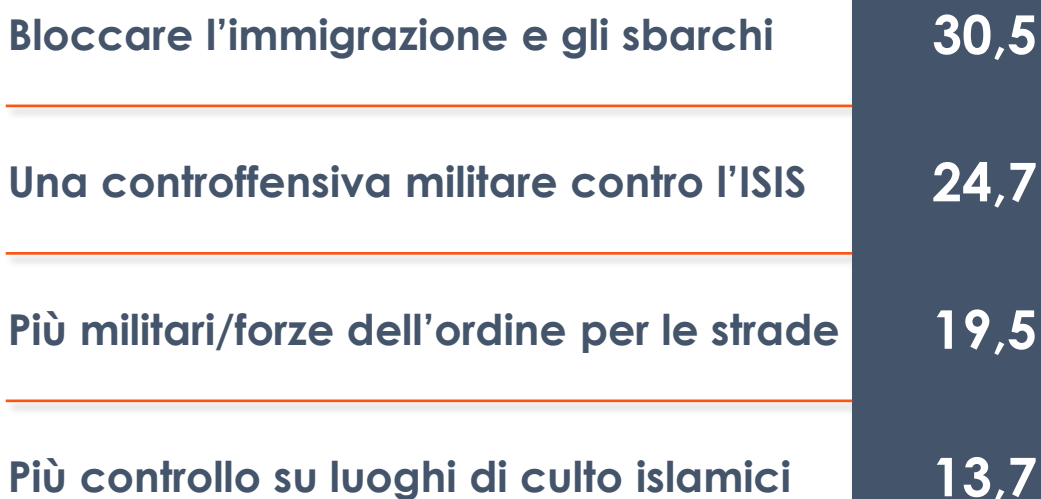 Bloccare l’immigrazione e gli sbarchi 30,5
Una controffensiva militare contro l’ISIS 24,7
Più militari/forze dell’ordine per le strade 19,5
Più controllo su luoghi di culto islamici 13,7